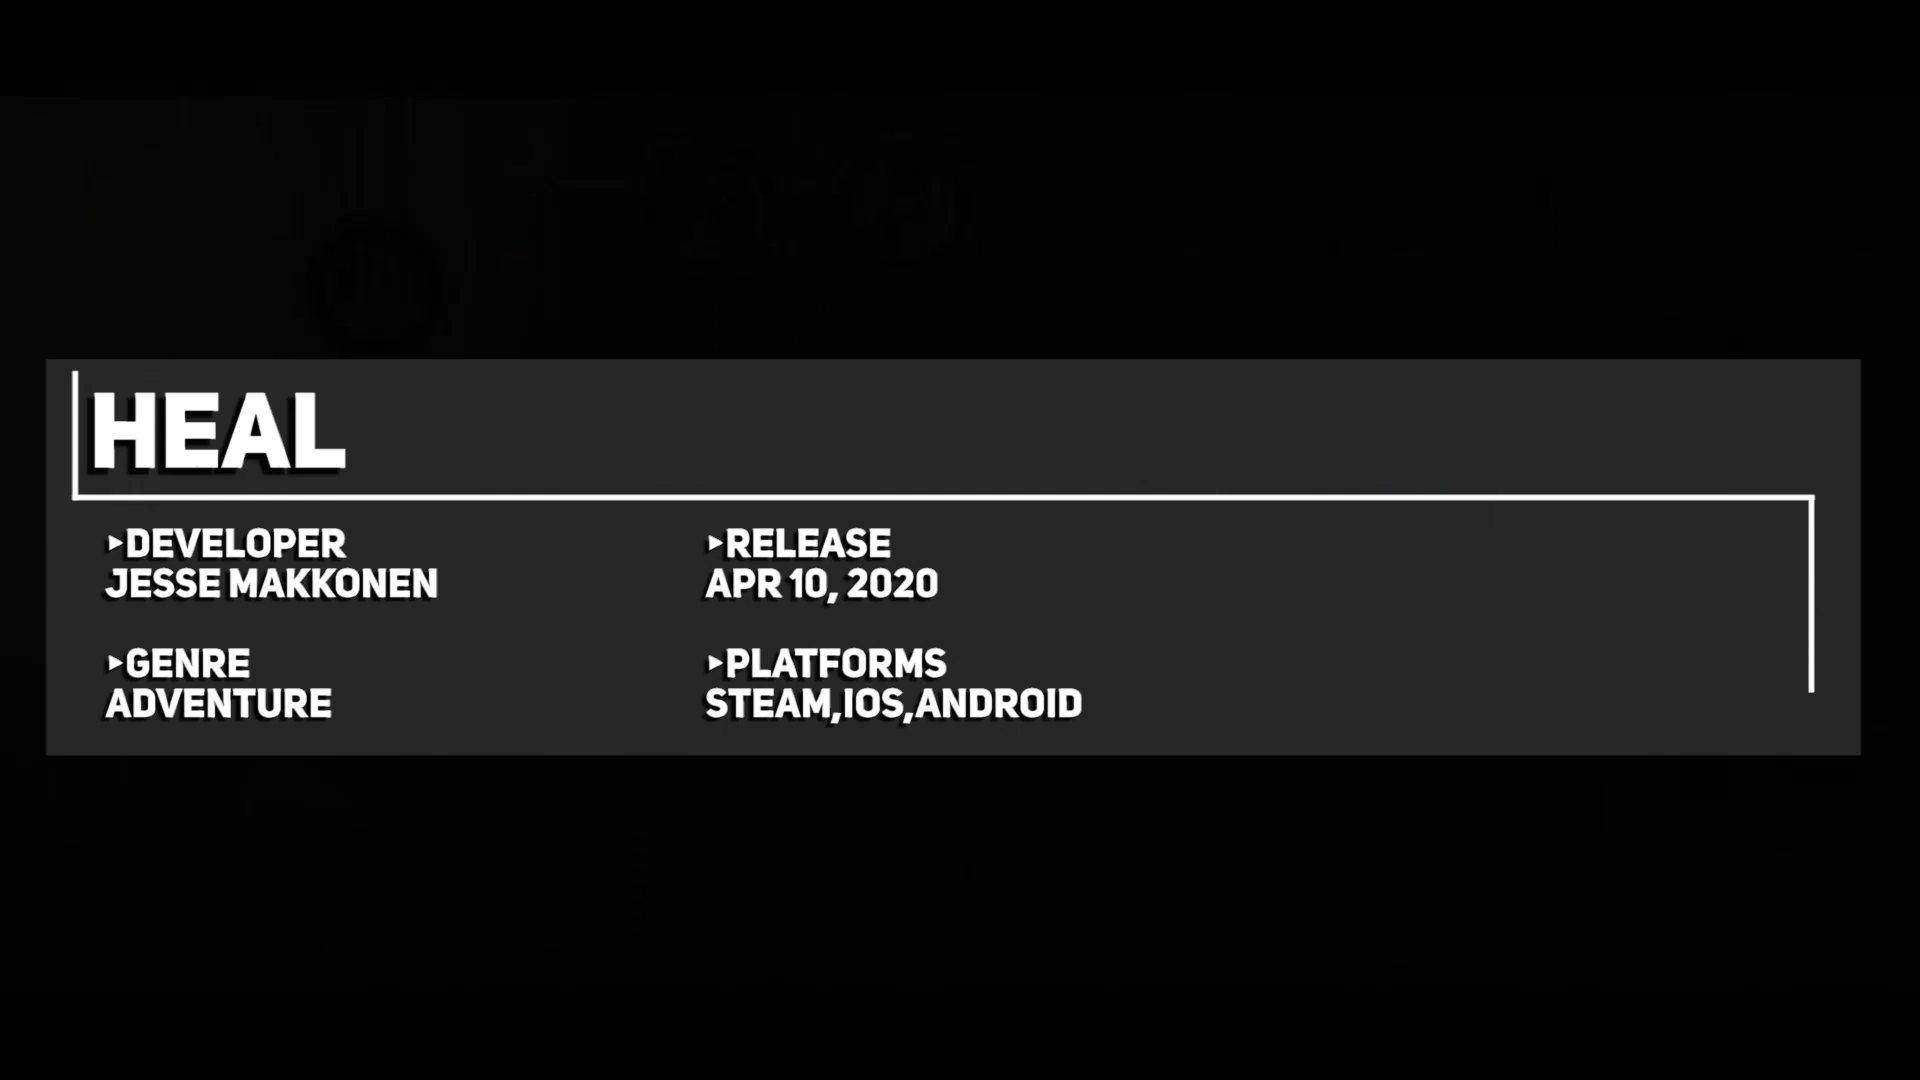 HEAL
▸DEVELOPER
JESSE MAKKONEN
▸GENRE
ADVENTURE
▸RELEASE
APR 10, 2020
▸PLATFORMS
STEAM,IOS,ANDROID